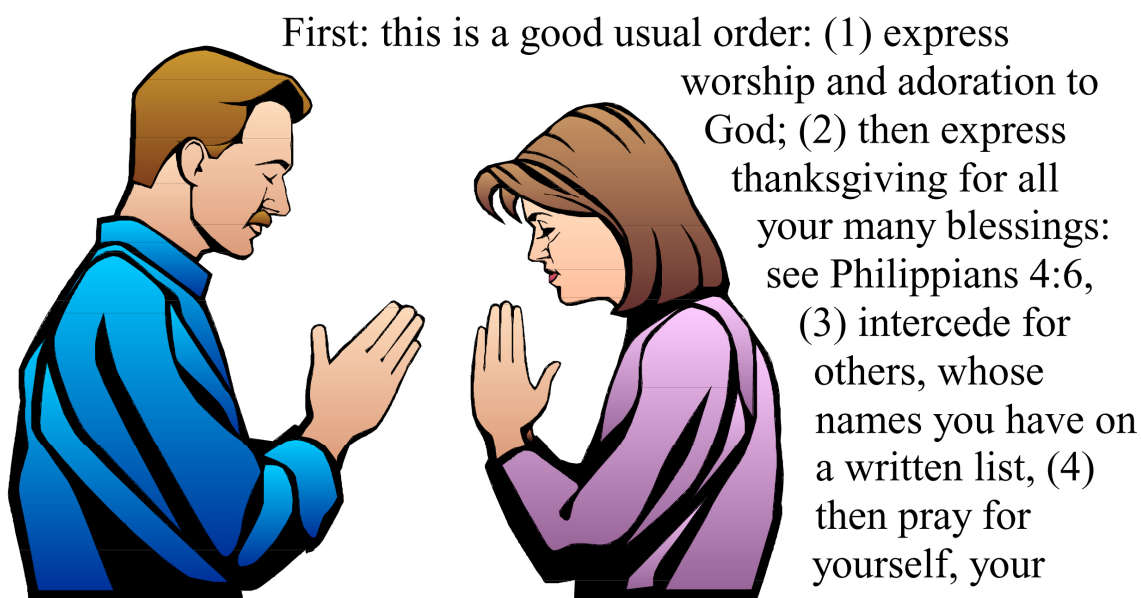 First: this is a good usual order: (1) express
worship and adoration to
God; (2) then express
thanksgiving for all
your many blessings:
see Philippians 4:6,
(3) intercede for
others, whose
names you have on
a written list, (4)
then pray for
yourself, your